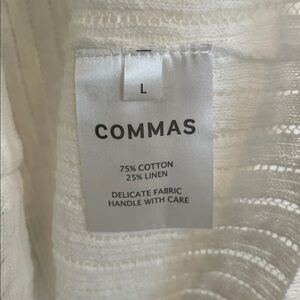 L
COMMAS
75% COTTON
25% LINEN
DELICATE FABRIC
HANDLE WITH CARE